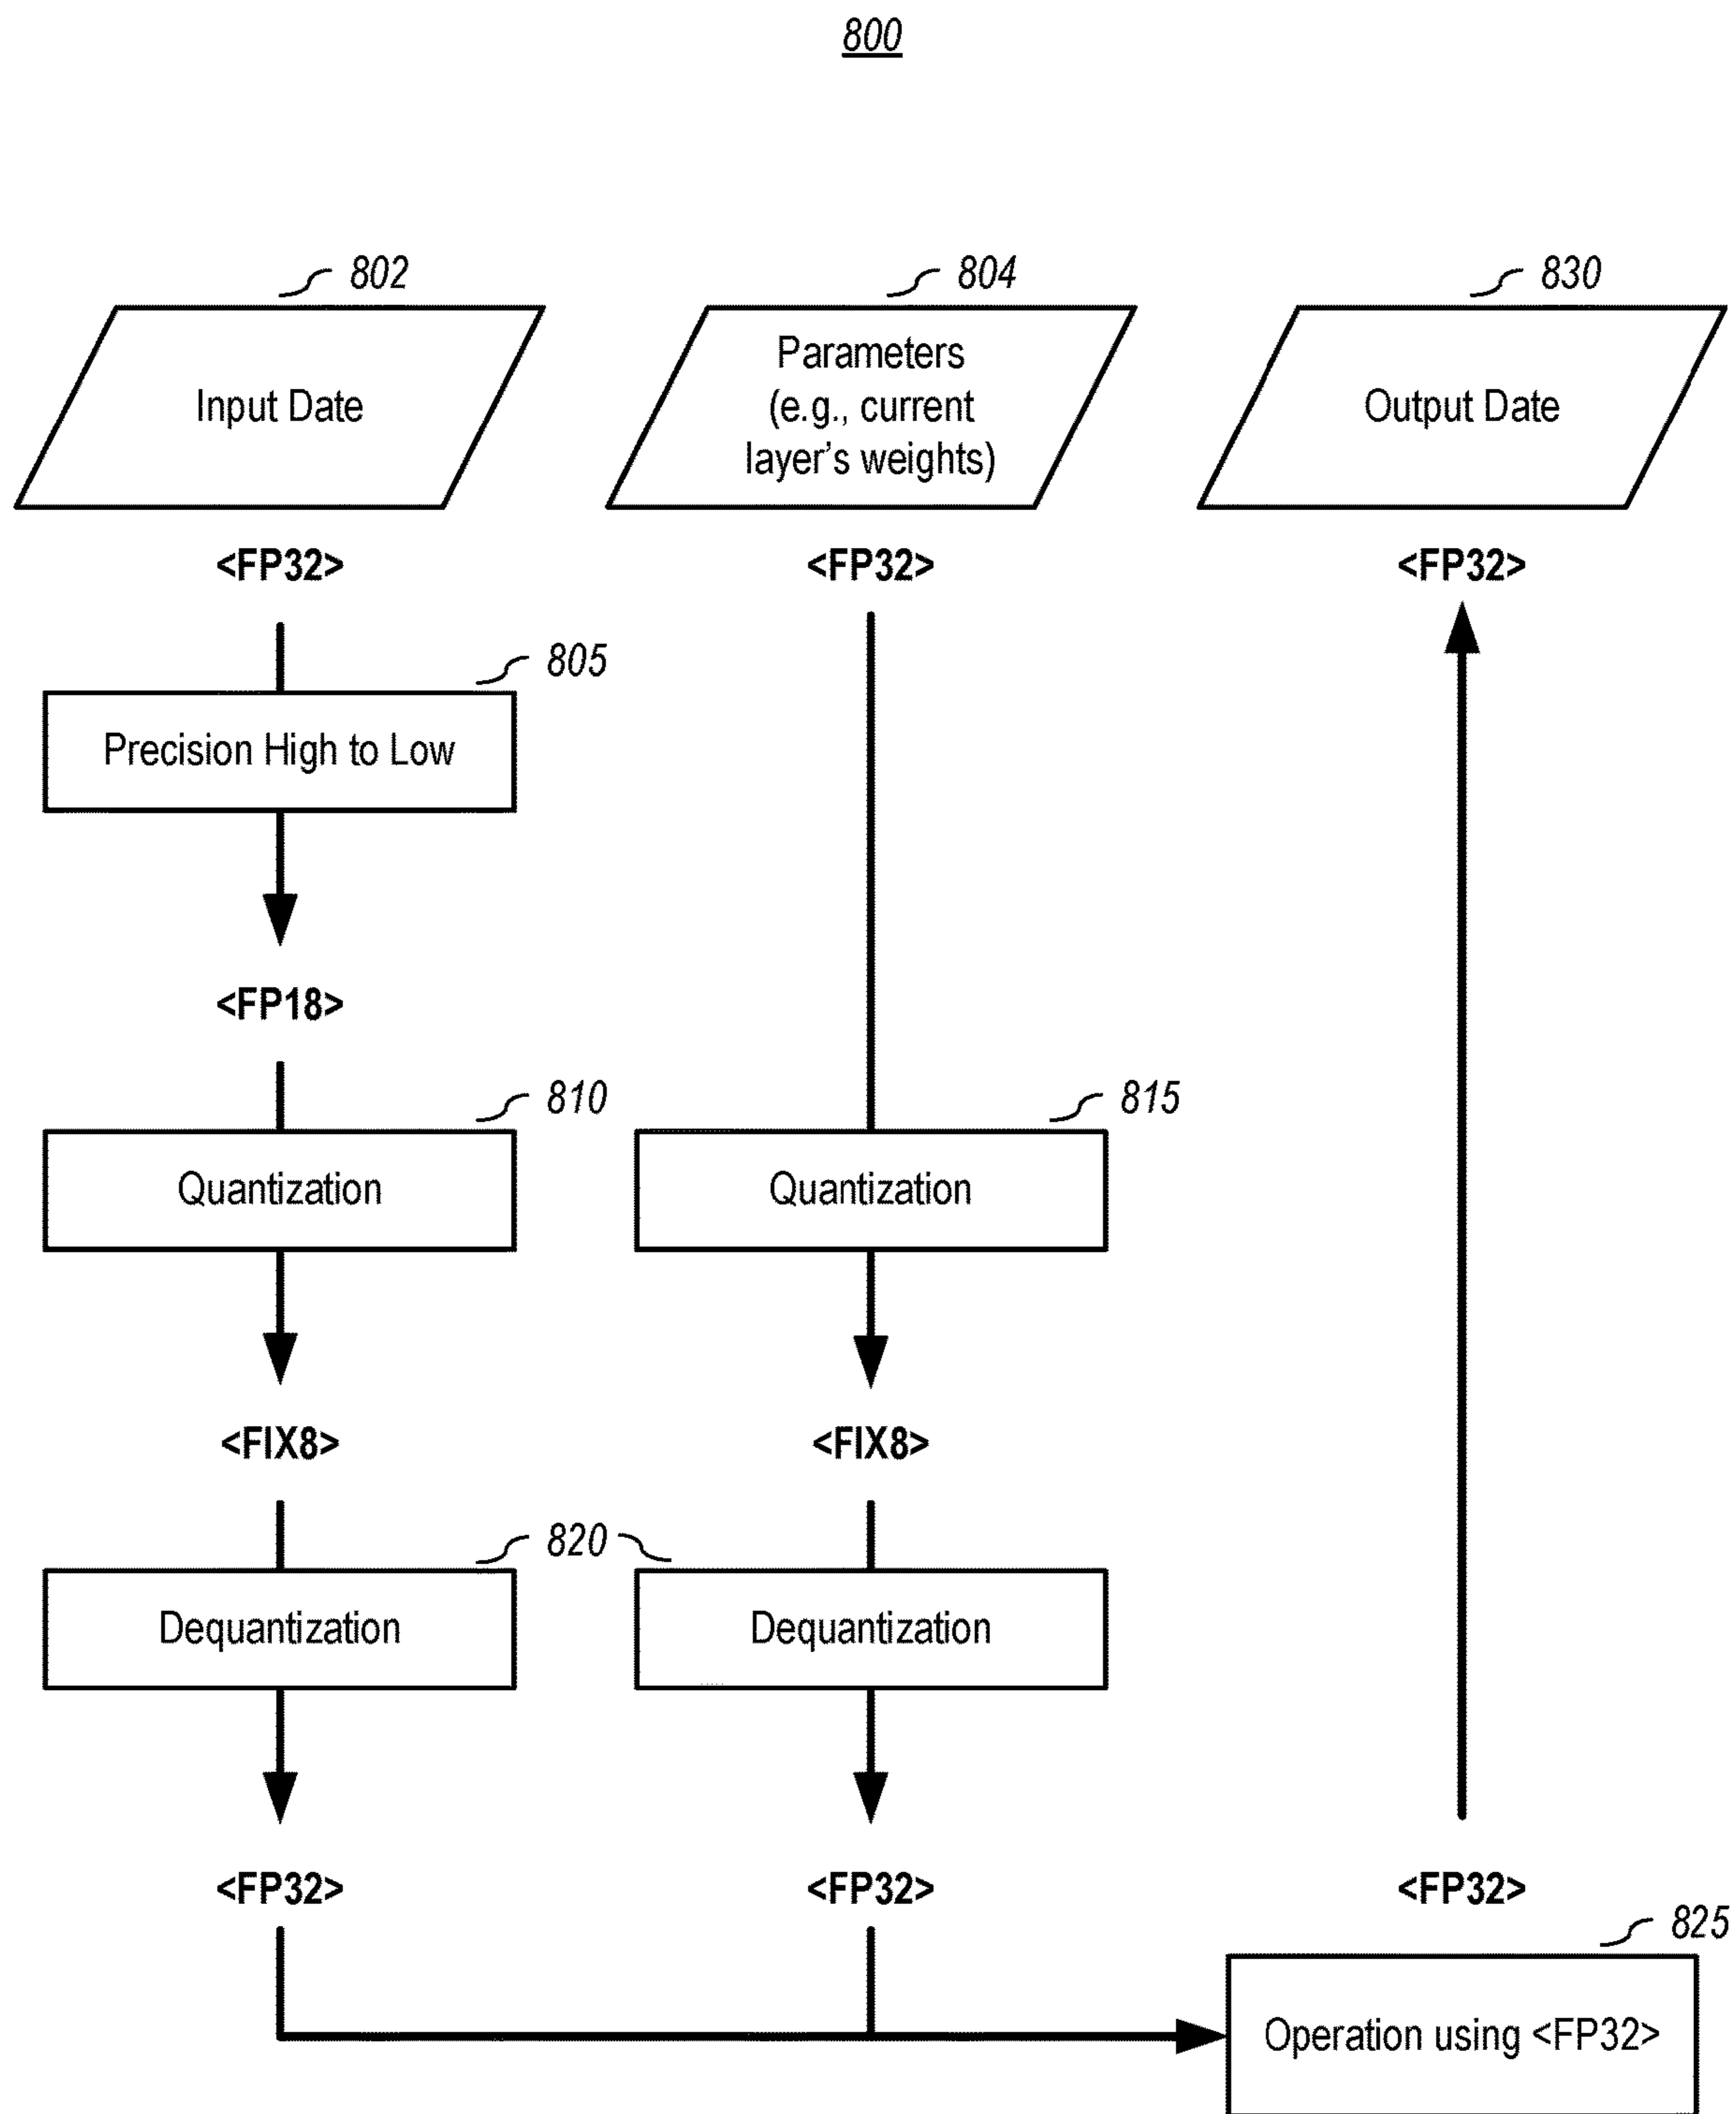 800
802
804
830
Input Date
Parameters
(e.g., current
layer's weights)
Output Date
<FP32>
<FP32>
<FP32>
805
Precision High to Low
<FP18>
810
815
Quantization
Quantization
<FIX8>
<FIX8>
820
Dequantization
Dequantization
<FP32>
<FP32>
<FP32>
825
Operation using <FP32>